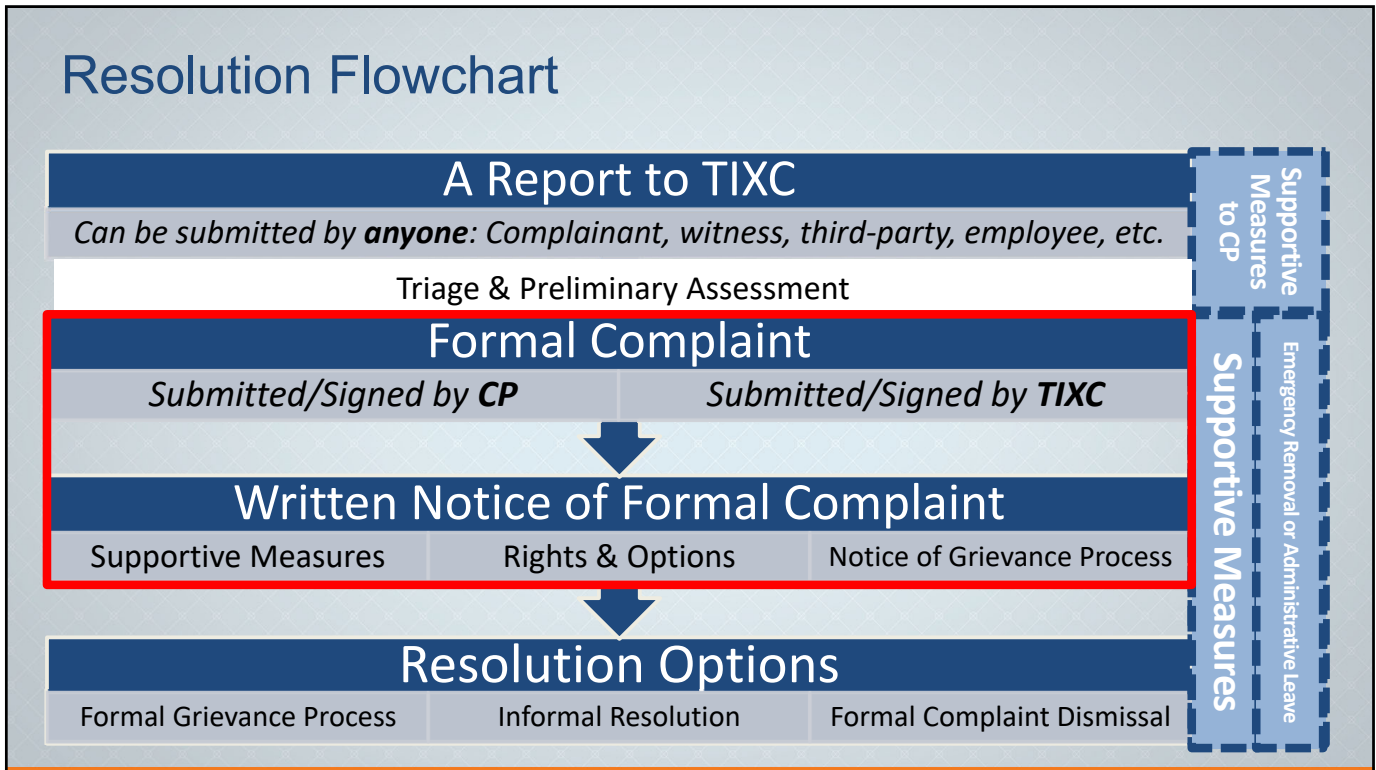 Resolution Flowchart
A Report to TIXC
Can be submitted by anyone: Complainant, witness, third-party, employee, etc.
Triage & Preliminary Assessment
Formal Complaint
Submitted/Signed by CP
Submitted/Signed by TIXC
Written Notice of Formal Complaint
Supportive Measures
Rights & Options
Notice of Grievance Process
Resolution Options
Formal Grievance Process
Informal Resolution
Formal Complaint Dismissal
Supportive
Measures
to CP
Supportive Measures
Emergency Removal or Administrative Leave